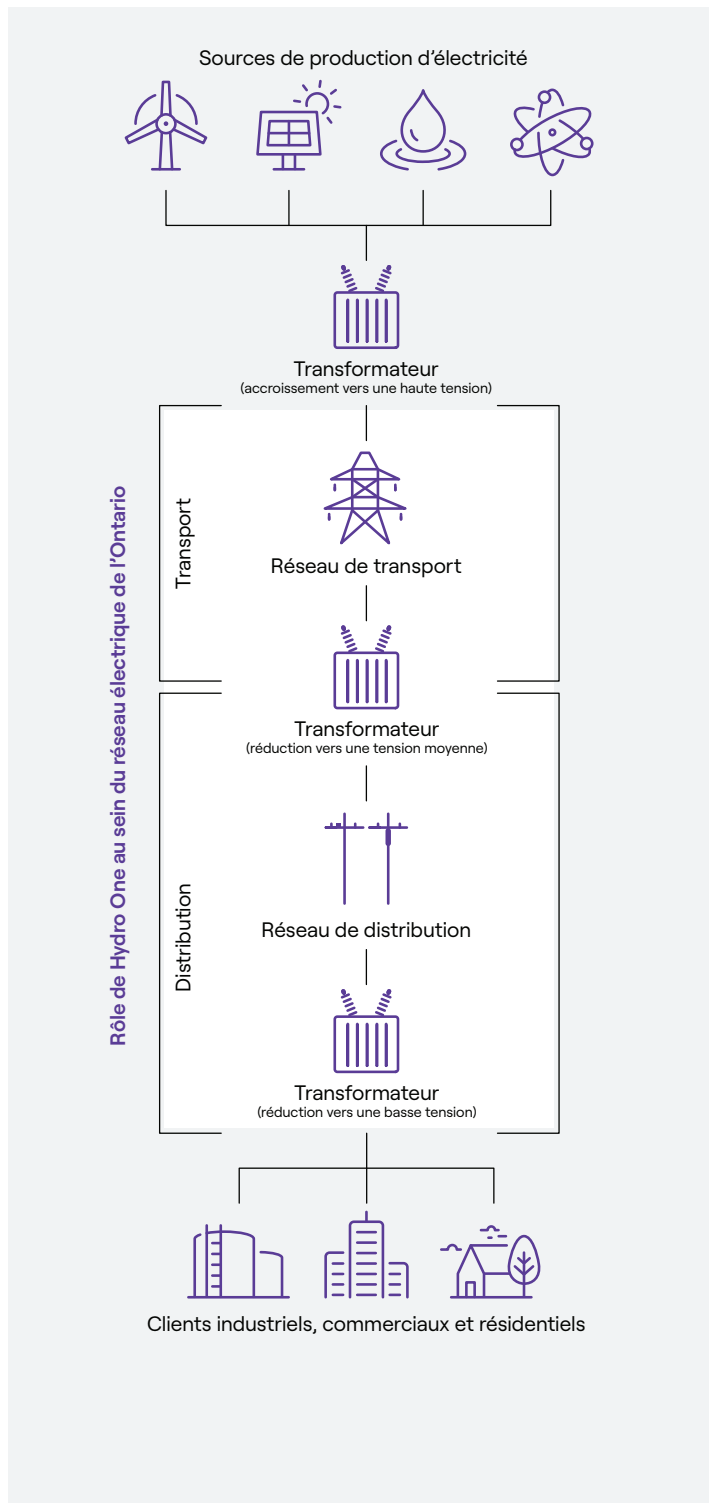 Sources de production d’électricité
Transformateur
(accroissement vers une haute tension)
Rôle de Hydro One au sein du réseau électrique de l’Ontario
Transport
Réseau de transport
Transformateur
(réduction vers une tension moyenne)
Distribution
Réseau de distribution
Transformateur
(réduction vers une basse tension)
Clients industriels, commerciaux et résidentiels